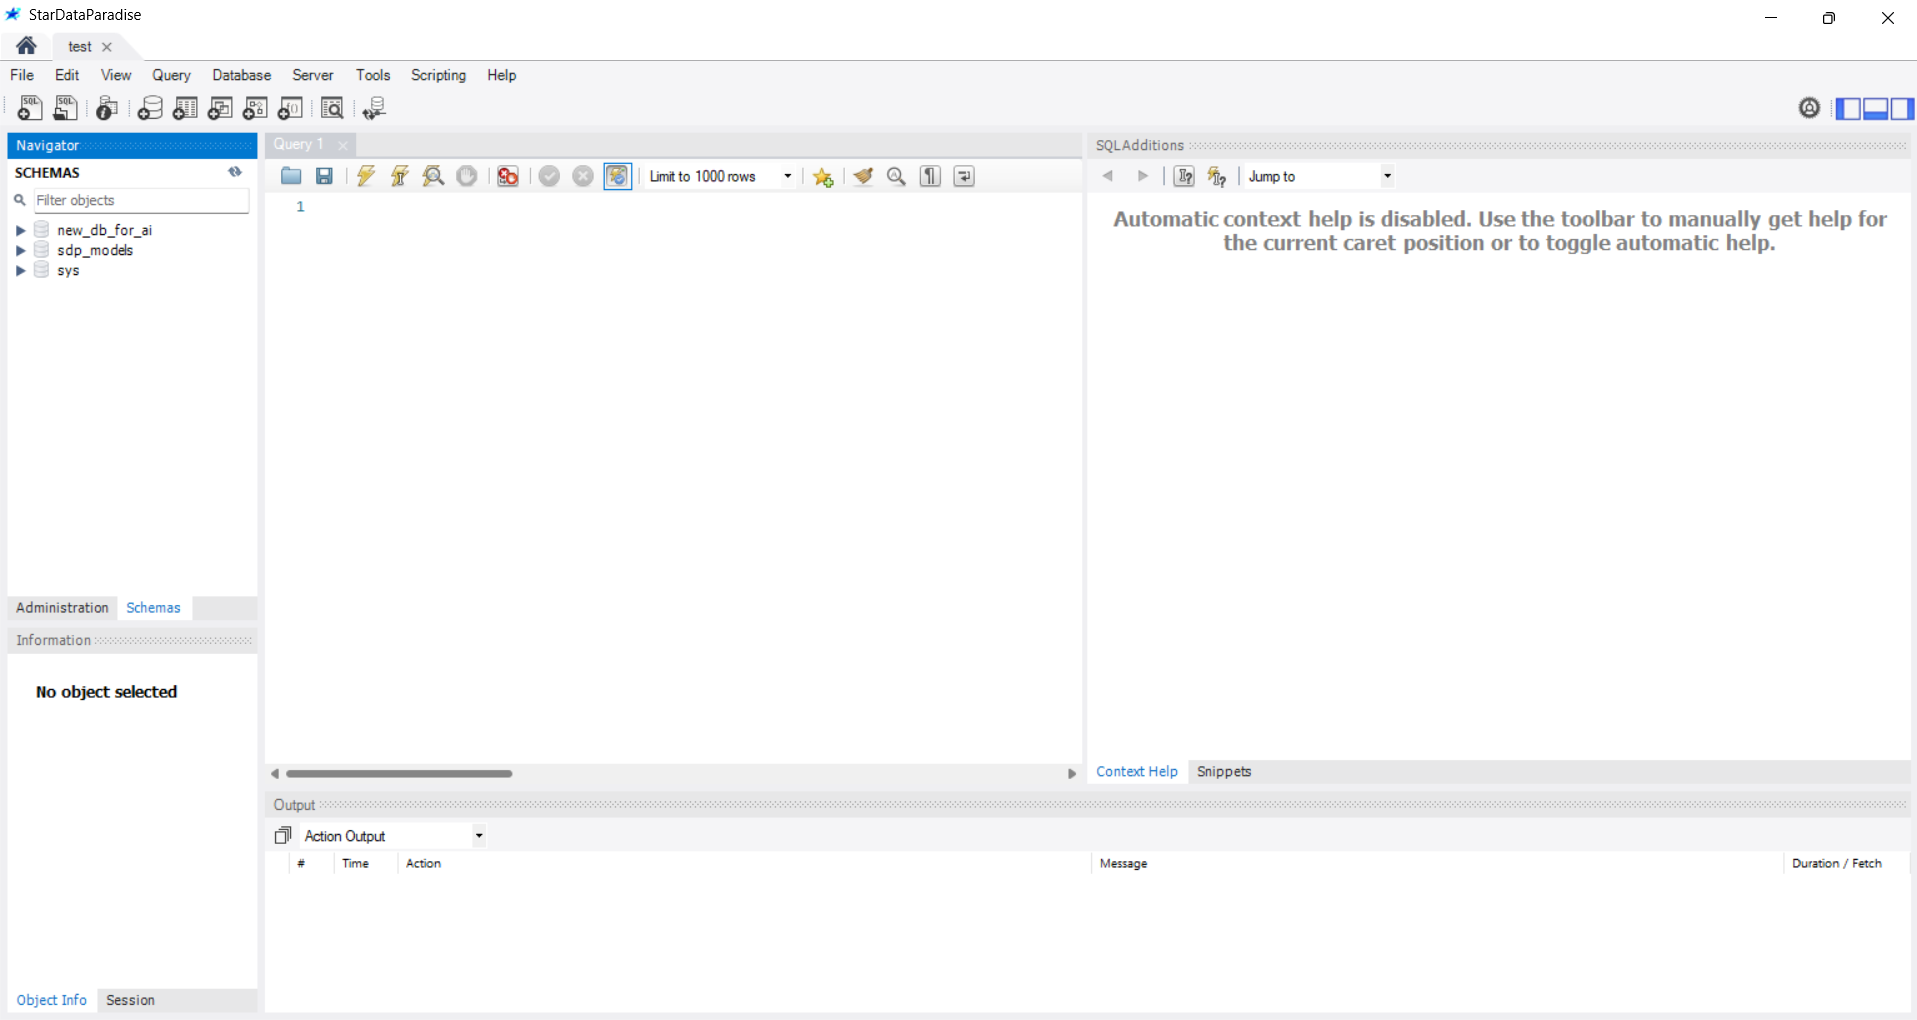 StarDataParadise
test
File Edit View Query Database Server Tools Scripting Help
Navigator
SCHEMAS
Filter objects
new_db_for_ai
sdp_models
sys
Administration Schemas
Information
No object selected
Object Info Session
Query 1
Limit to 1000 rows
1
SQLAdditions
Jump to
Automatic context help is disabled. Use the toolbar to manually get help for
the current caret position or to toggle automatic help.
Context Help Snippets
Output
Action Output
# Time Action Message Duration / Fetch